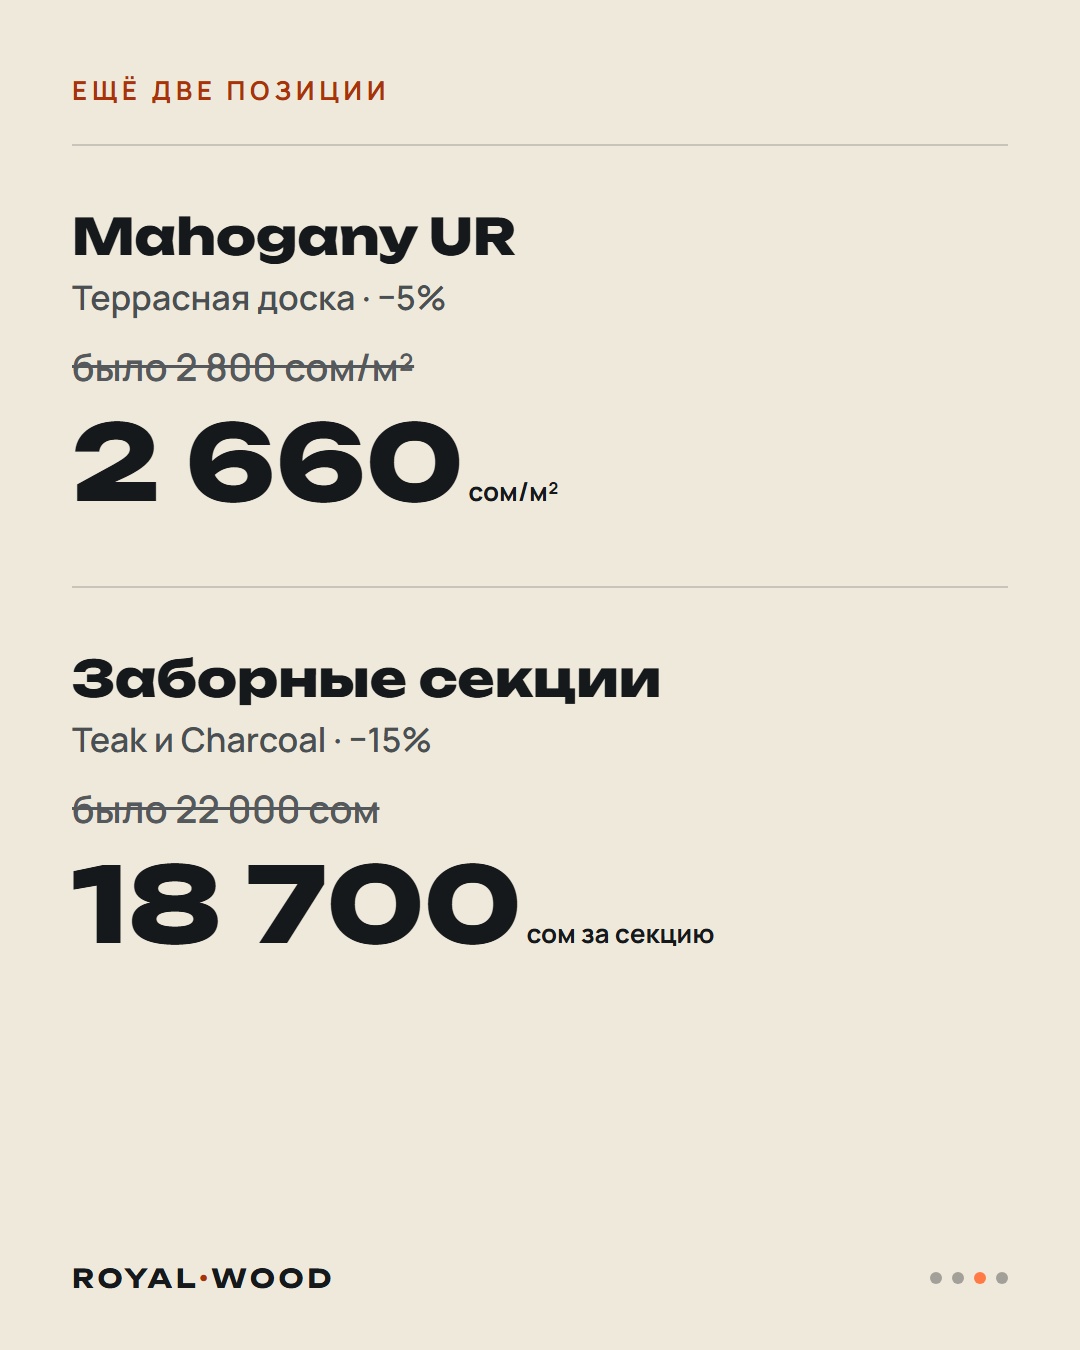 ЕЩЁ ДВЕ ПОЗИЦИИ
Mahogany UR
Террасная доска · −5%
было 2 800 сом/м²
2 660 сом/м²
Заборные секции
Teak и Charcoal · −15%
было 22 000 сом
18 700 сом за секцию
ROYAL·WOOD